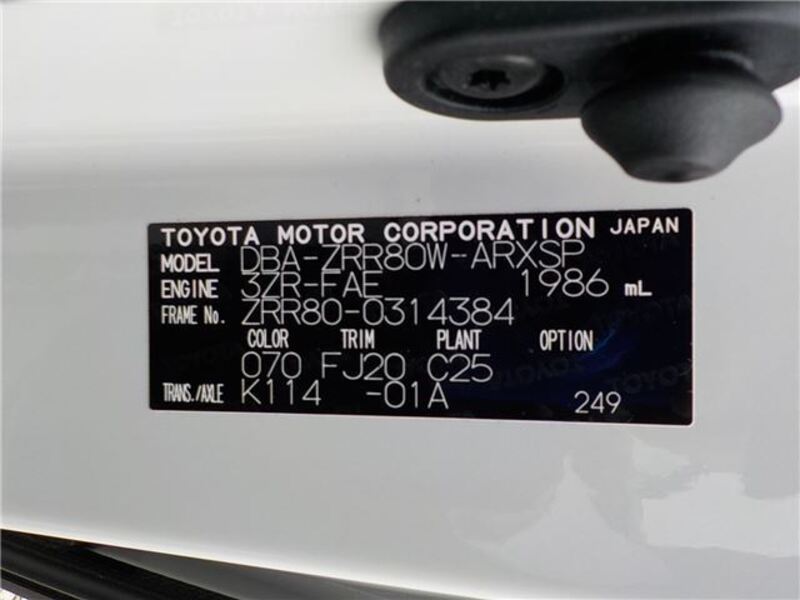 TOYOTA MOTOR CORPORATION JAPAN
MODEL DBA-ZRR80W-ARXSP
ENGINE 3ZR-FAE 1986 mL
FRAME No. ZRR80-0314384
COLOR TRIM PLANT OPTION
070 FJ20 C25
TRANS./AXLE K114 -01A 249